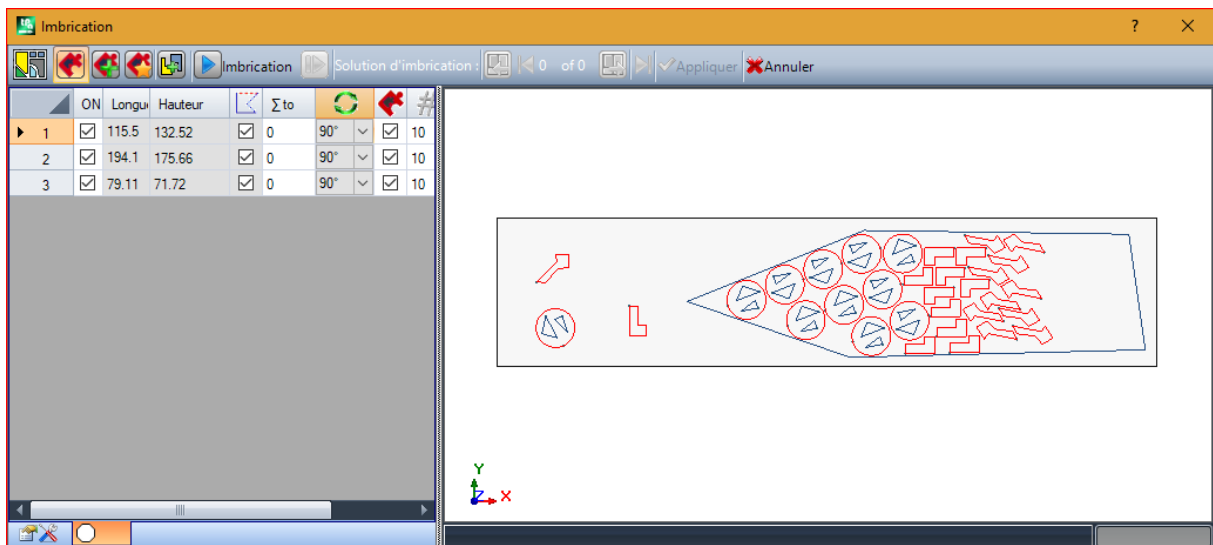 Imbrication ? ×
Imbrication Solution d'imbrication : 0 of 0 Appliquer Annuler
ON Longu Hauteur Σ to #
1 115.5 132.52 0 90° 10
2 194.1 175.66 0 90° 10
3 79.11 71.72 0 90° 10
Y
Z X